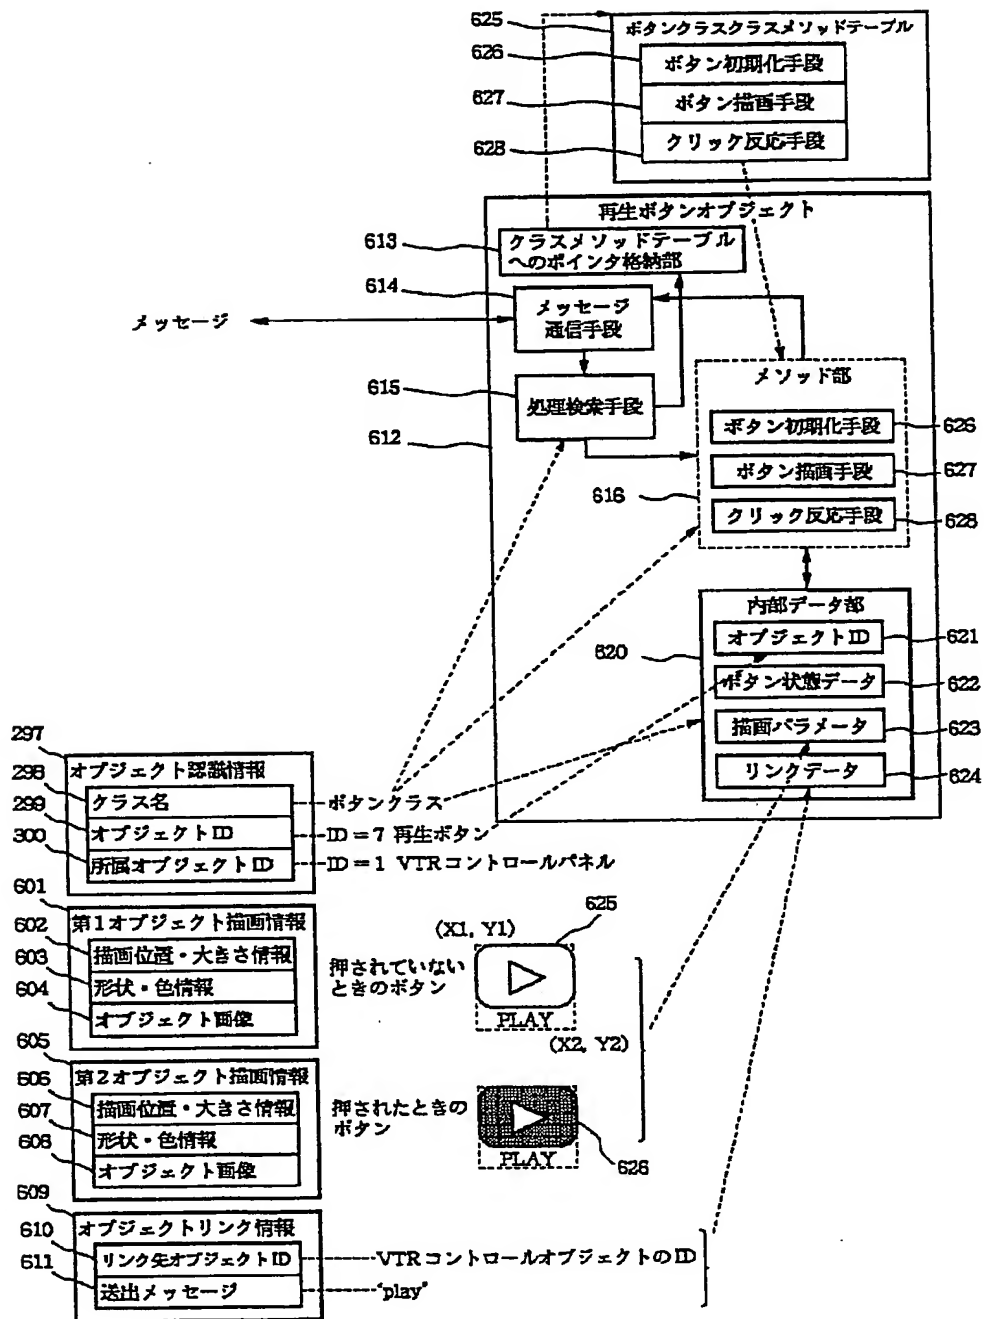 625
ボタンクラスクラスメソッドテーブル
626
ボタン初期化手段
627
ボタン描画手段
628
クリック反応手段
再生ボタンオブジェクト
613
クラスメソッドテーブル
へのポインタ格納部
614
メッセージ
通信手段
メッセージ
615
処理検索手段
612
メソッド部
ボタン初期化手段
626
ボタン描画手段
627
616
クリック反応手段
628
内部データ部
オブジェクトID
621
620
ボタン状態データ
622
描画パラメータ
623
リンクデータ
624
297
オブジェクト認識情報
298
クラス名
ボタンクラス
299
オブジェクトID
ID=7 再生ボタン
300
所属オブジェクトID
ID=1 VTRコントロールパネル
601
第1オブジェクト描画情報
602
描画位置・大きさ情報
603
形状・色情報
604
オブジェクト画像
押されていない
ときのボタン
(X1, Y1)
625
PLAY
(X2, Y2)
605
第2オブジェクト描画情報
606
描画位置・大きさ情報
607
形状・色情報
608
オブジェクト画像
押されたときの
ボタン
PLAY
626
609
オブジェクトリンク情報
610
リンク先オブジェクトID
VTRコントロールオブジェクトのID
611
送出メッセージ
"play"